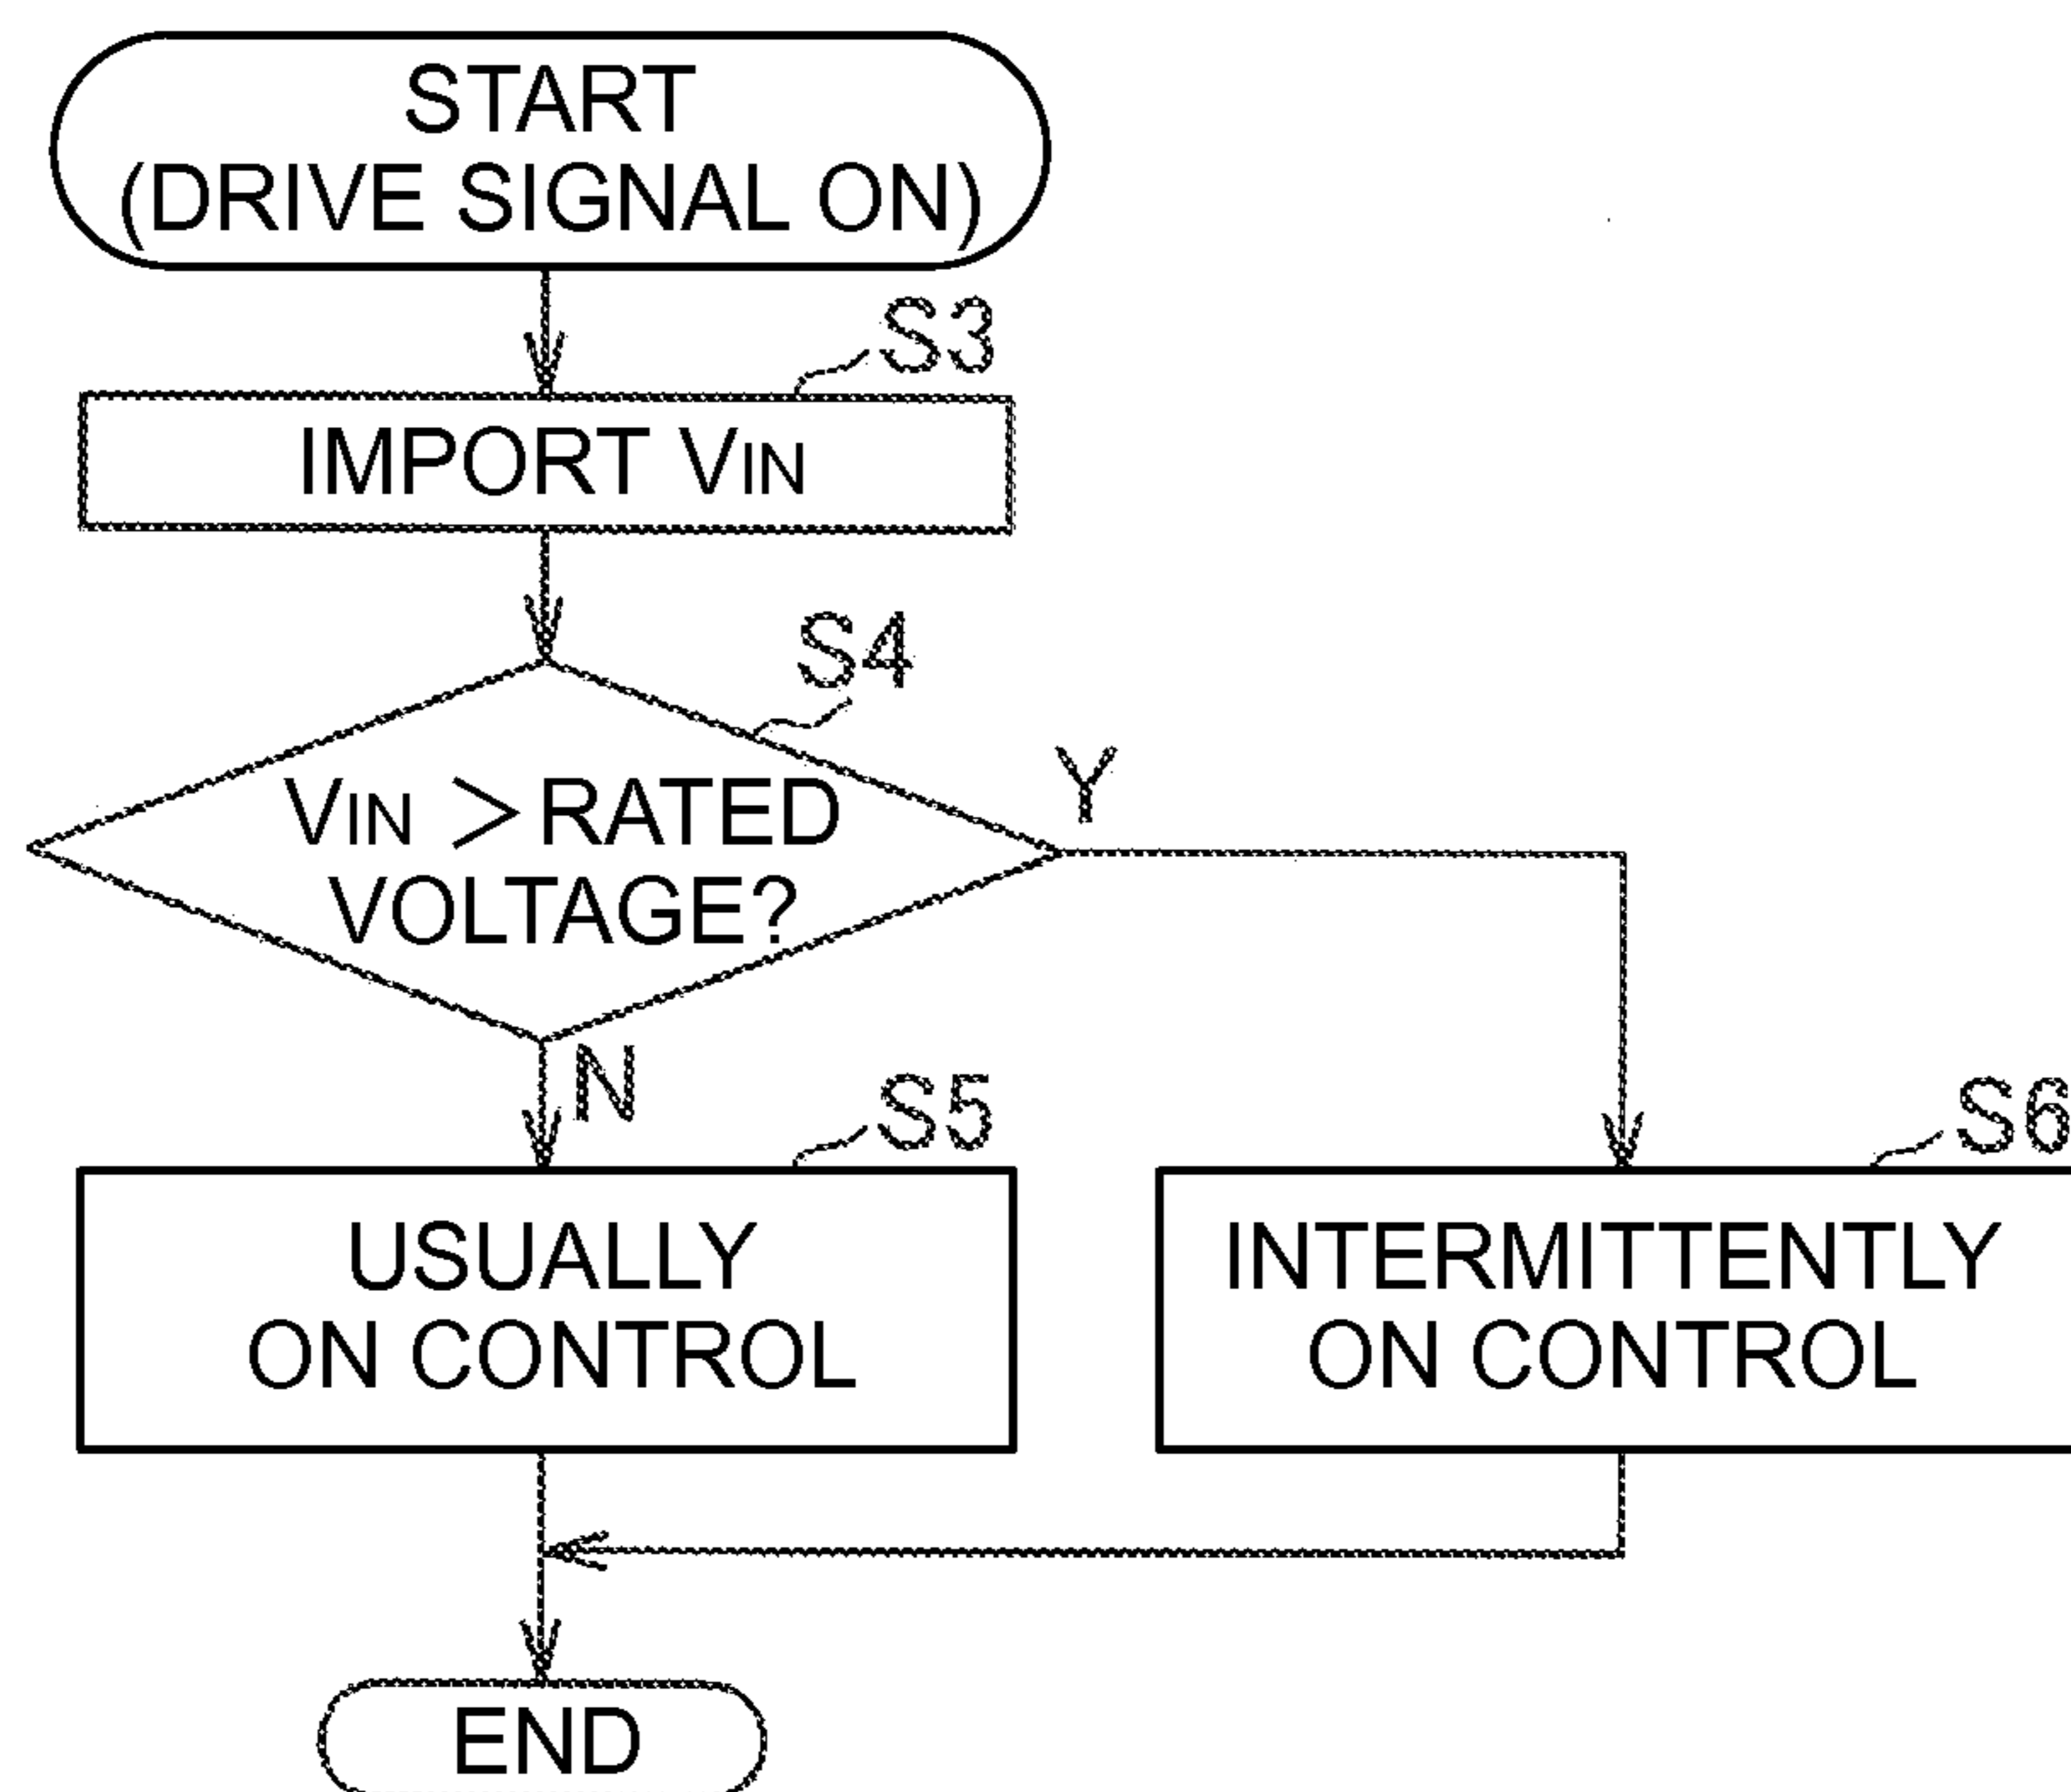 START
(DRIVE SIGNAL ON)
S3
IMPORT VIN
S4
VIN >RATED
VOLTAGE?
Y
N
S5
USUALLY
ON CONTROL
S6
INTERMITTENTLY
ON CONTROL
END